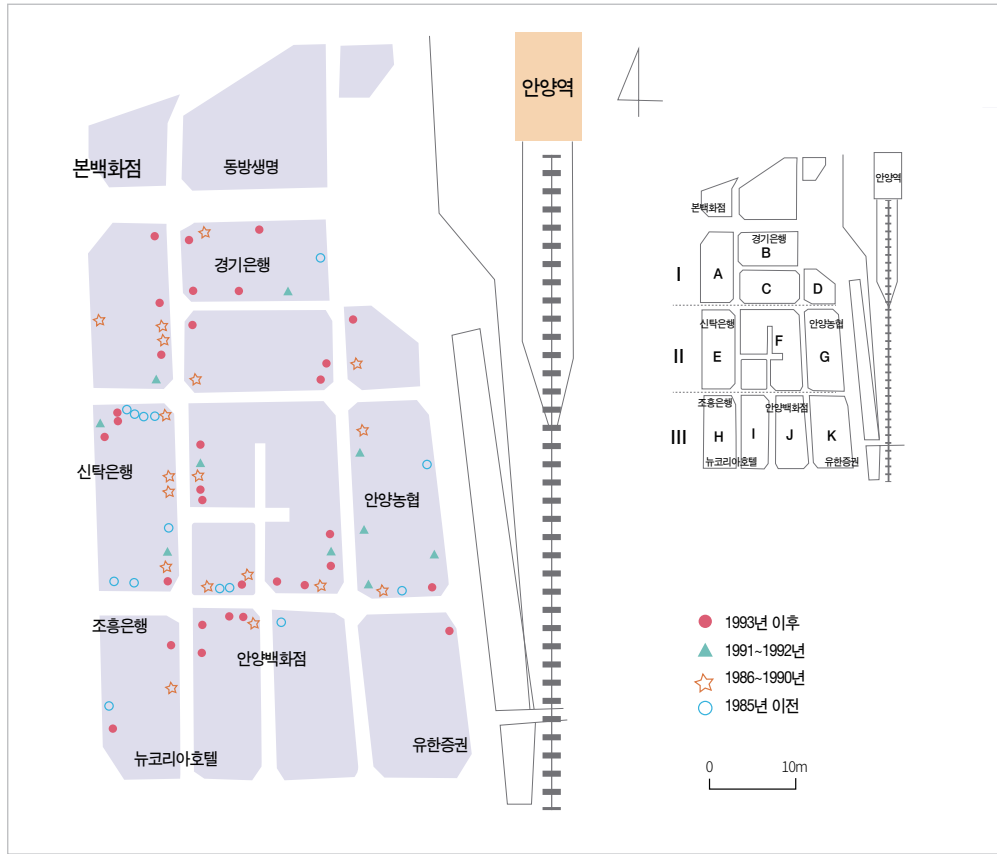 안양역
본백화점
동방생명
경기은행
신탁은행
안양농협
조흥은행
안양백화점
뉴코리아호텔
유한증권
안양역
본백화점
경기은행
I
A
B
C
D
신탁은행
안양농협
II
E
F
G
조흥은행
안양백화점
III
H
I
J
K
뉴코리아호텔
유한증권
1993년 이후
1991~1992년
1986~1990년
1985년 이전
0
10m